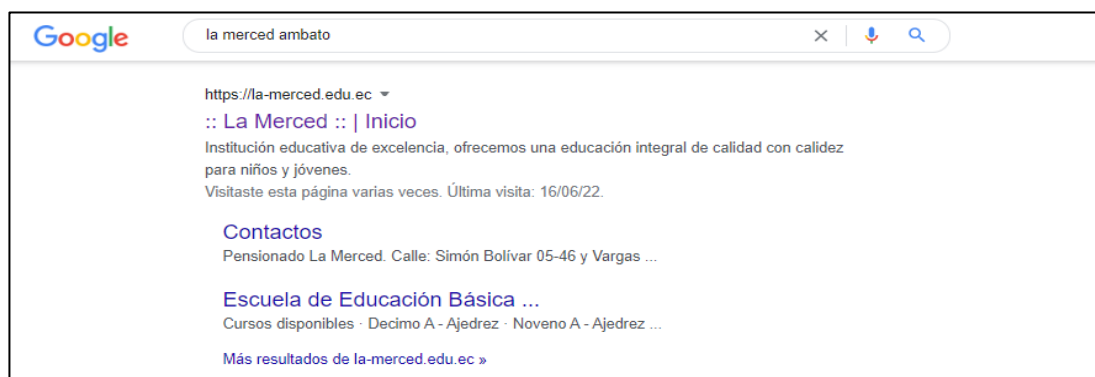 Google
la merced ambato
https://la-merced.edu.ec
:: La Merced :: | Inicio
Institución educativa de excelencia, ofrecemos una educación integral de calidad con calidez
para niños y jóvenes.
Visitaste esta página varias veces. Última visita: 16/06/22.
Contactos
Pensionado La Merced. Calle: Simón Bolívar 05-46 y Vargas ...
Escuela de Educación Básica ...
Cursos disponibles · Decimo A - Ajedrez · Noveno A - Ajedrez ...
Más resultados de la-merced.edu.ec »